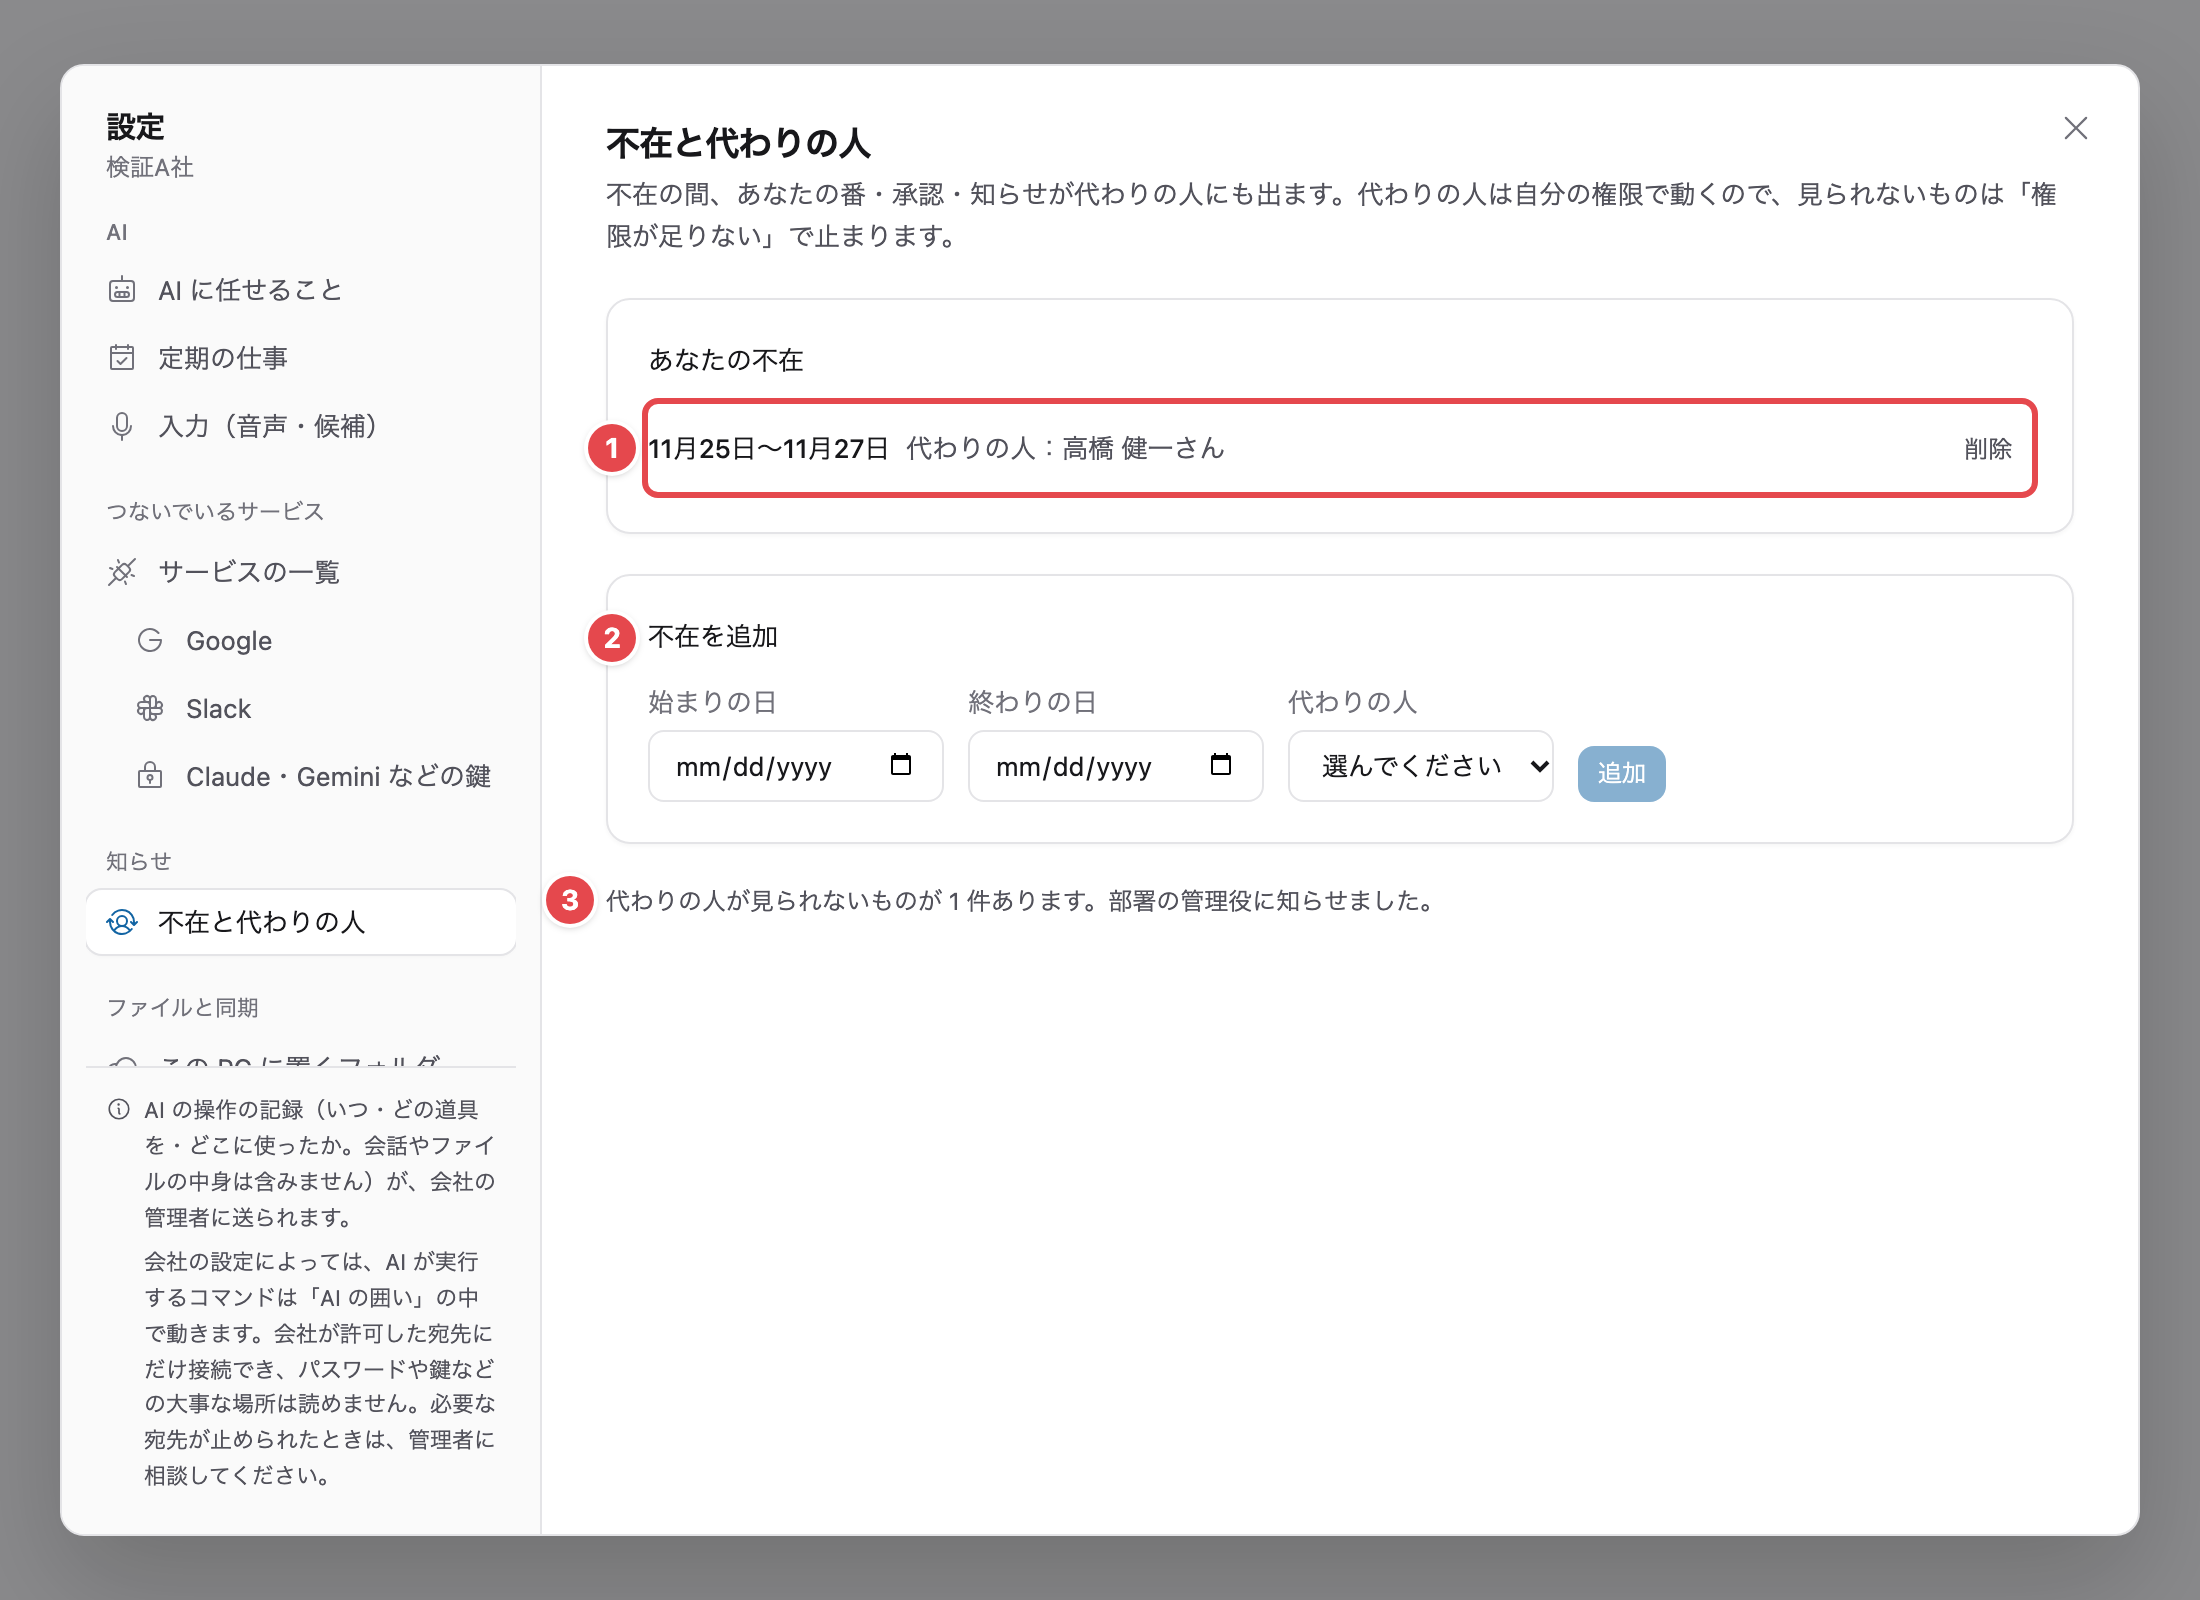 設定
検証A社
AI
AI に任せること
定期の仕事
入力（音声・候補）
つないでいるサービス
サービスの一覧
Google
Slack
Claude・Gemini などの鍵
知らせ
不在と代わりの人
ファイルと同期
この PC に置くフォルダ
AI の操作の記録（いつ・どの道具
を・どこに使ったか。会話やファイ
ルの中身は含みません）が、会社の
管理者に送られます。
会社の設定によっては、AI が実行
するコマンドは「AI の囲い」の中
で動きます。会社が許可した宛先に
だけ接続でき、パスワードや鍵など
の大事な場所は読めません。必要な
宛先が止められたときは、管理者に
相談してください。
不在と代わりの人
不在の間、あなたの番・承認・知らせが代わりの人にも出ます。代わりの人は自分の権限で動くので、見られないものは「権
限が足りない」で止まります。
あなたの不在
1
11月25日〜11月27日 代わりの人：高橋 健一さん 削除
2
不在を追加
始まりの日 終わりの日 代わりの人
mm/dd/yyyy mm/dd/yyyy 選んでください 追加
3
代わりの人が見られないものが 1 件あります。部署の管理役に知らせました。